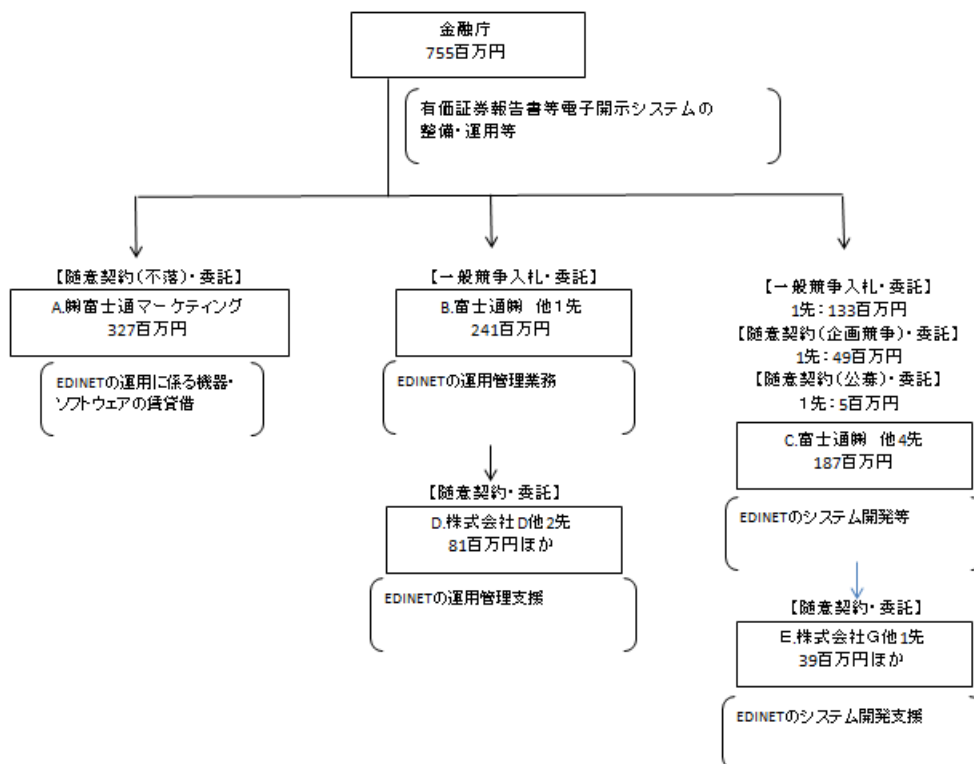 金融庁
755百万円
有価証券報告書等電子開示システムの
整備・運用等
【随意契約(不落)・委託】
A.㈱富士通マーケティング
327百万円
EDINETの運用に係る機器・
ソフトウェアの賃貸借
【一般競争入札・委託】
B.富士通㈱ 他1先
241百万円
EDINETの運用管理業務
【随意契約・委託】
D.株式会社D他2先
81百万円ほか
EDINETの運用管理支援
【一般競争入札・委託】
1先:133百万円
【随意契約(企画競争)・委託】
1先:49百万円
【随意契約(公募)・委託】
1先:5百万円
C.富士通㈱ 他4先
187百万円
EDINETのシステム開発等
【随意契約・委託】
E.株式会社G他1先
39百万円ほか
EDINETのシステム開発支援